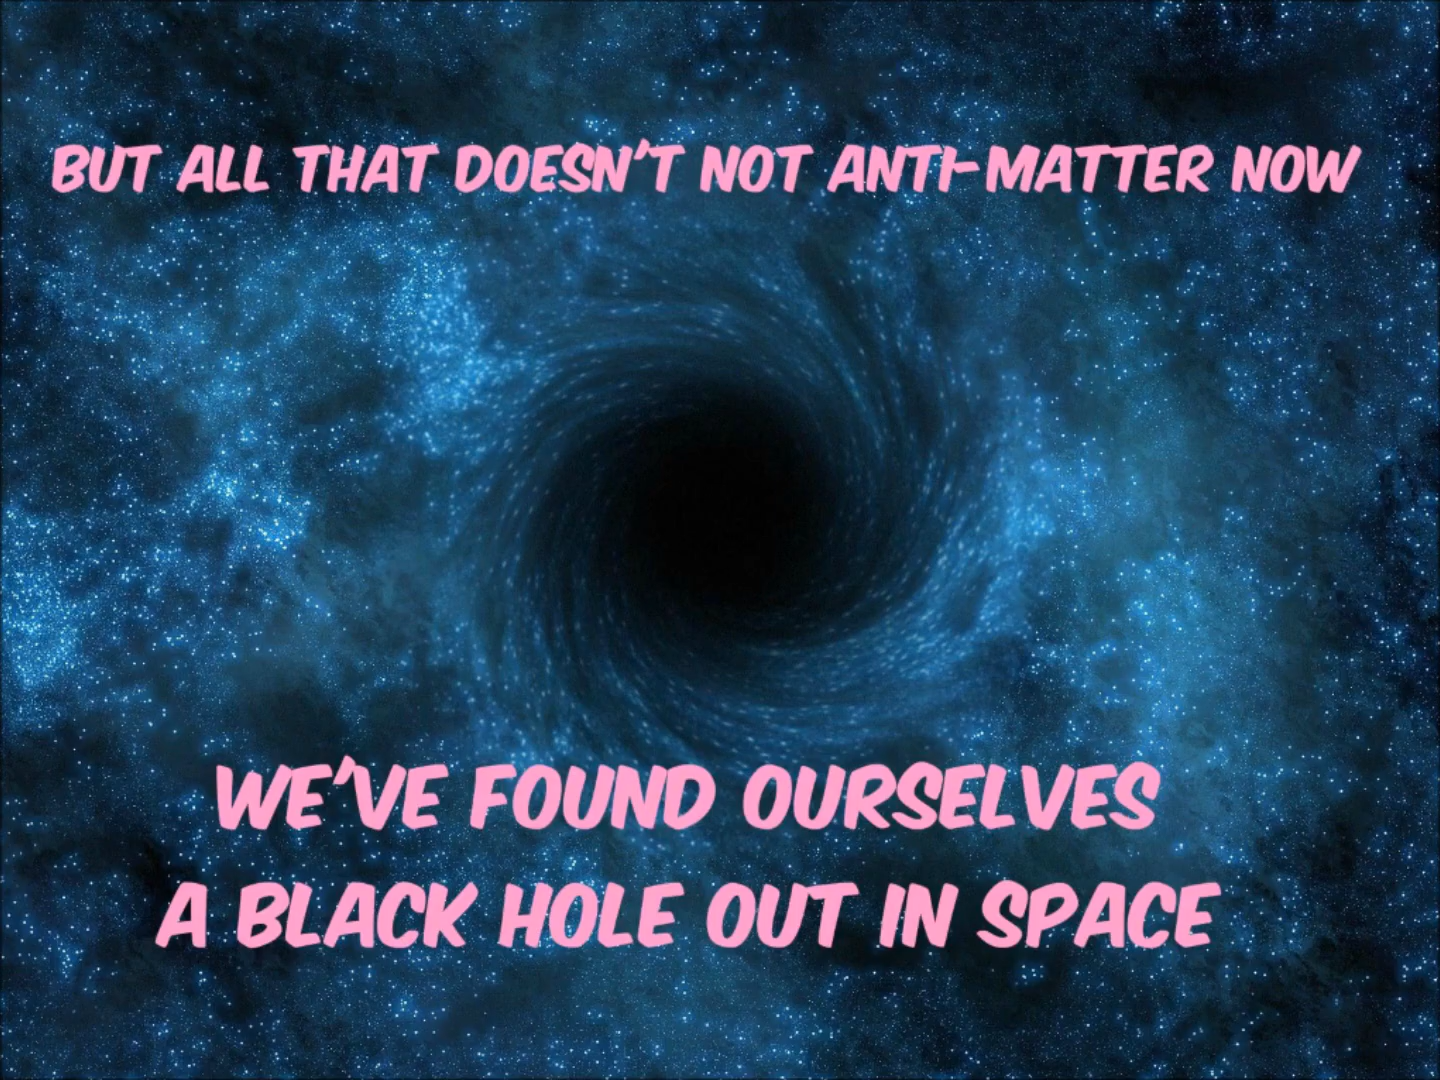 BUT ALL THAT DOESN'T NOT ANTI-MATTER NOW
WE'VE FOUND OURSELVES
A BLACK HOLE OUT IN SPACE